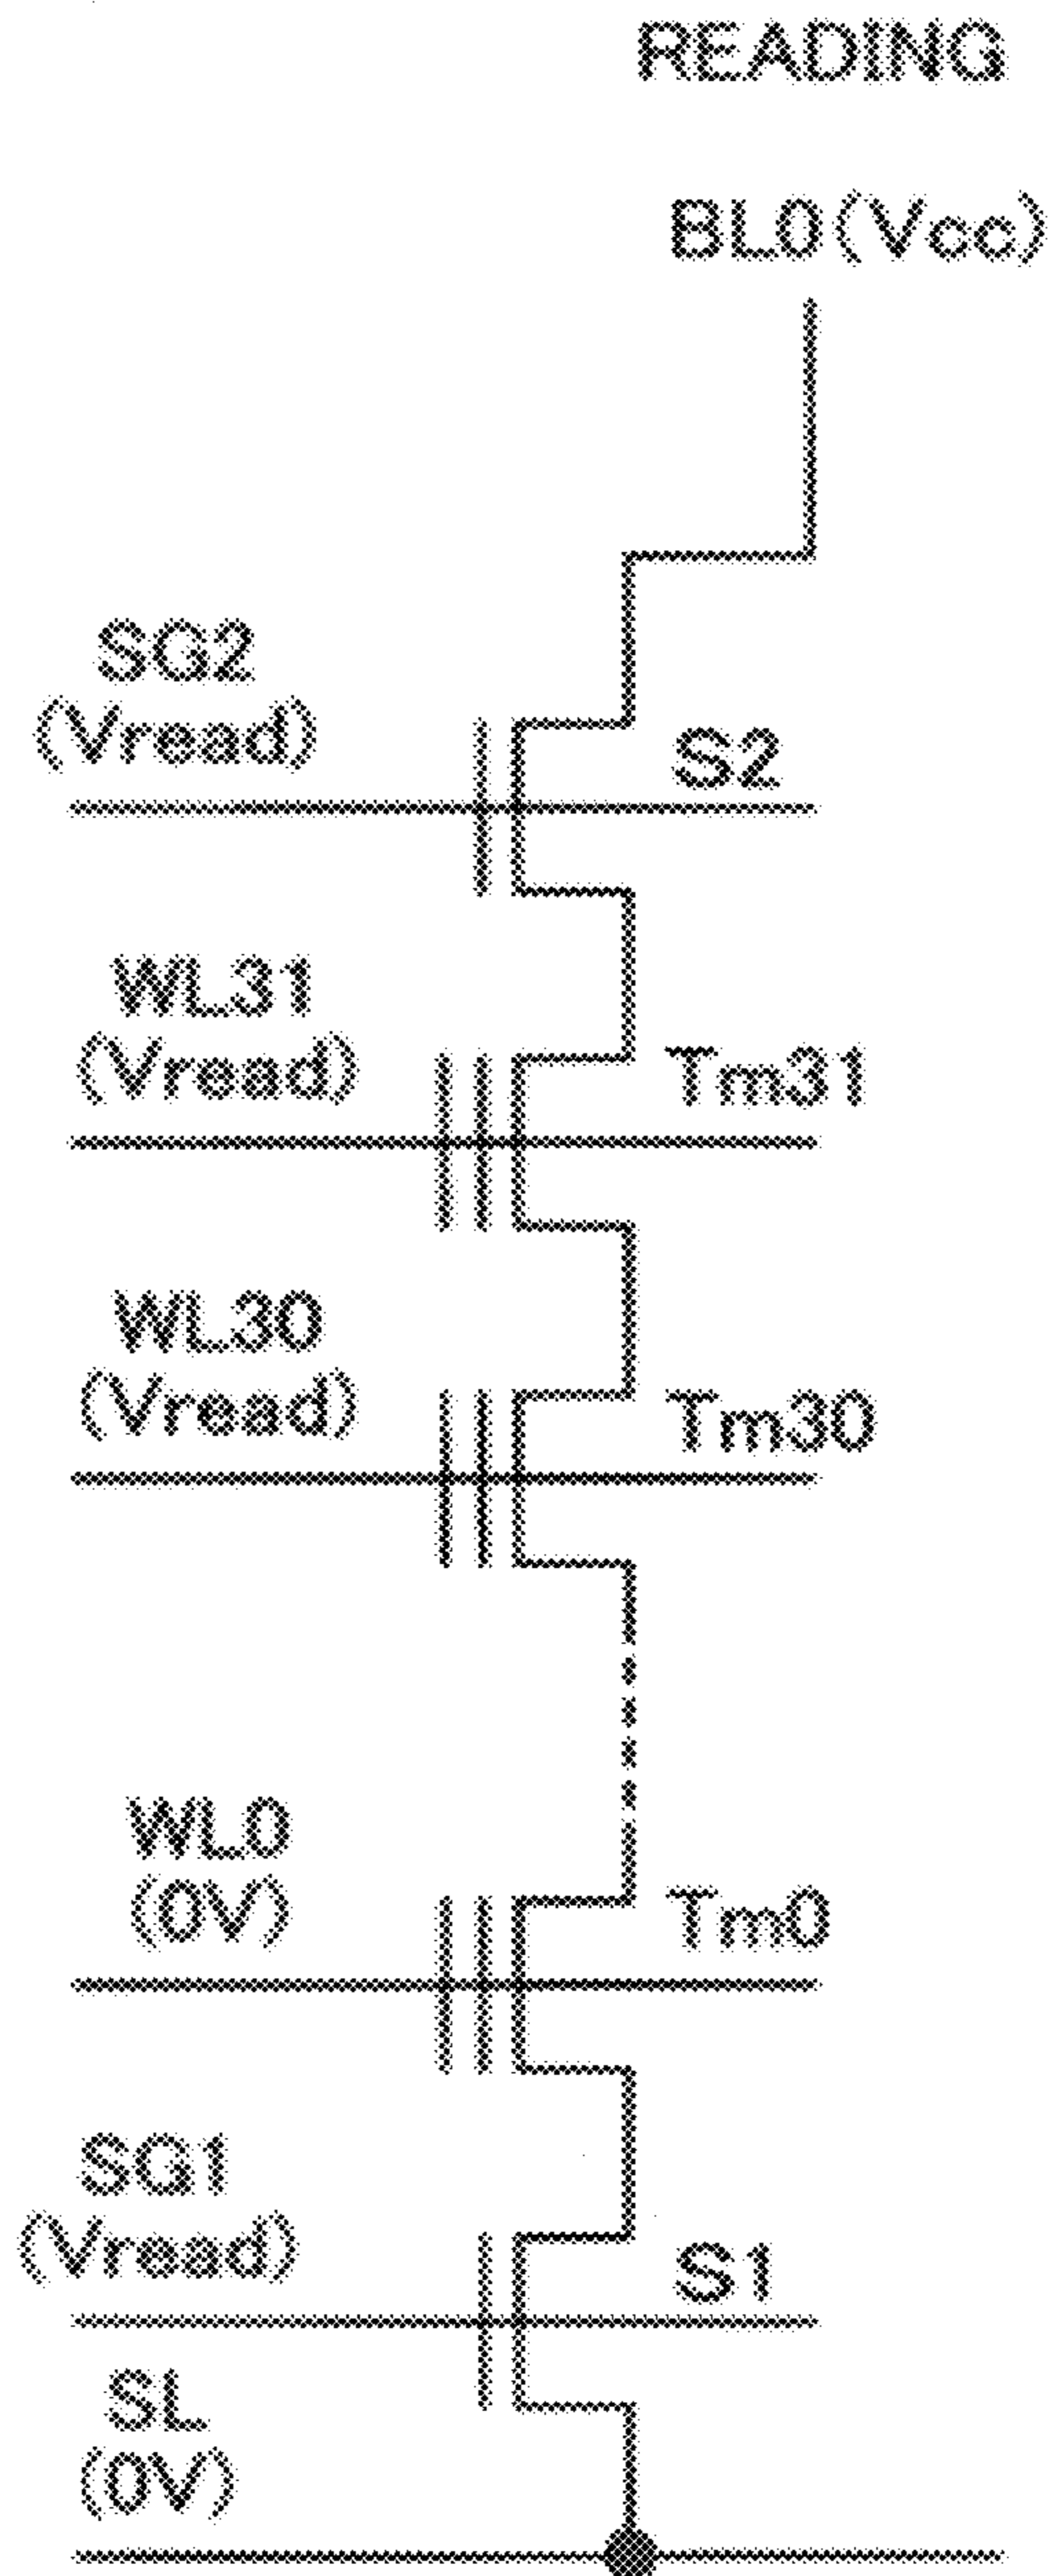 READING
BL0(Vcc)
SG2
(Vread)
S2
WL31
(Vread)
Tm31
WL30
(Vread)
Tm30
WL0
(0V)
Tm0
SG1
(Vread)
S1
SL
(0V)